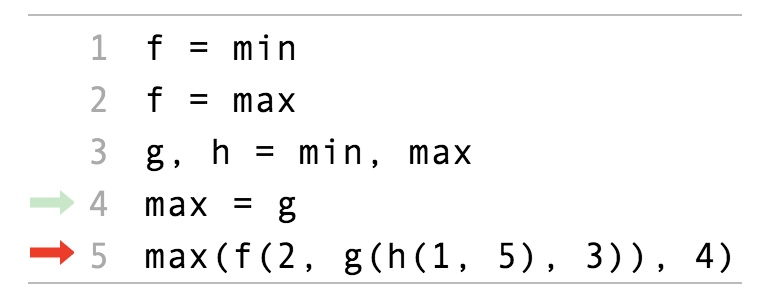 1 f = min
2 f = max
3 g, h = min, max
4 max = g
5 max(f(2, g(h(1, 5), 3)), 4)